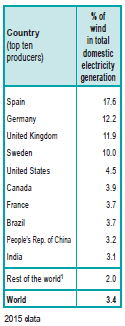 Country
(top ten
producers)
% of
wind
in total
domestic
electricity
generation
Spain 17.6
Germany 12.2
United Kingdom 11.9
Sweden 10.0
United States 4.5
Canada 3.9
France 3.7
Brazil 3.7
People's Rep. of China 3.2
India 3.1
Rest of the world¹ 2.0
World 3.4
2015 data